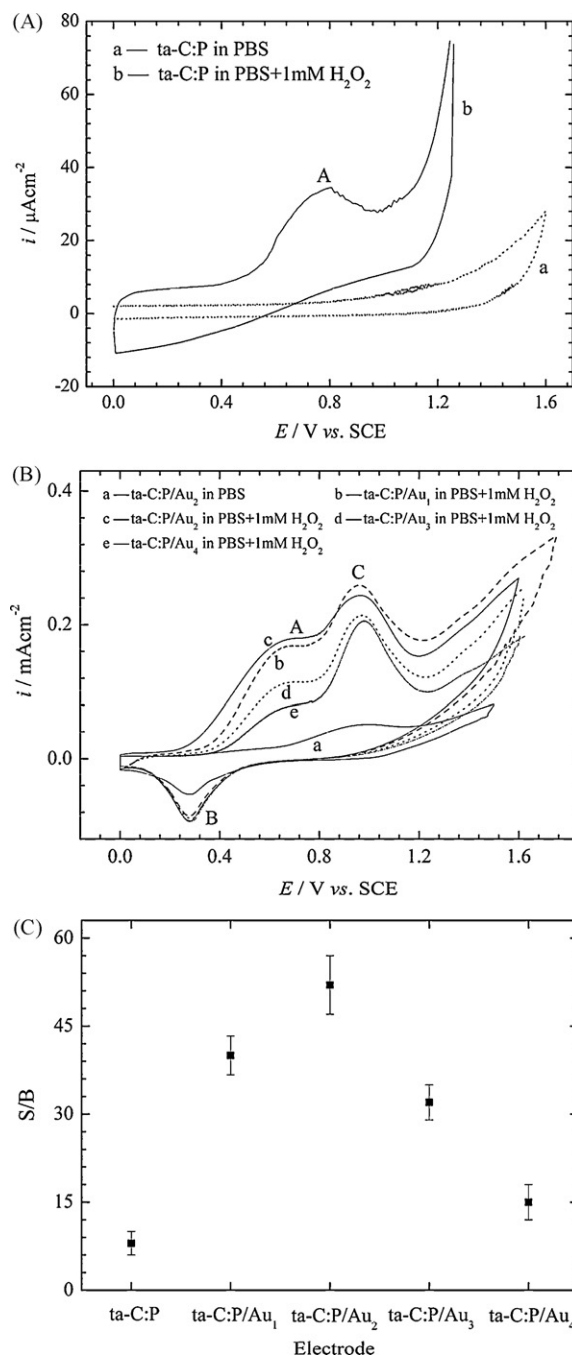 (A)
80
60
40
20
0
-20
i / μAcm⁻²
a — ta-C:P in PBS
b — ta-C:P in PBS+1mM H₂O₂
A
b
a
0.0 0.4 0.8 1.2 1.6
E / V vs. SCE
(B)
0.4
0.2
0.0
i / mAcm⁻²
a — ta-C:P/Au₂ in PBS b — ta-C:P/Au₁ in PBS+1mM H₂O₂
c — ta-C:P/Au₂ in PBS+1mM H₂O₂ d — ta-C:P/Au₃ in PBS+1mM H₂O₂
e — ta-C:P/Au₄ in PBS+1mM H₂O₂
C
A
c
b
d
e
a
B
0.0 0.4 0.8 1.2 1.6
E / V vs. SCE
(C)
60
45
30
15
0
S/B
ta-C:P ta-C:P/Au₁ ta-C:P/Au₂ ta-C:P/Au₃ ta-C:P/Au₄
Electrode